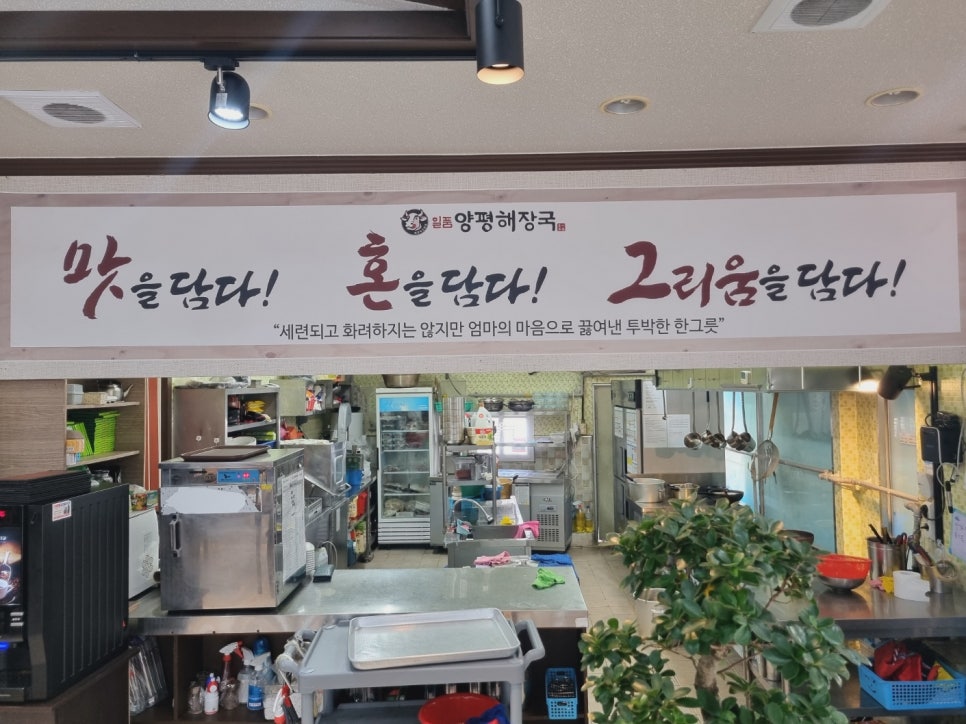 일품 양평해장국
맛을 담다! 혼을 담다! 그리움을 담다!
“세련되고 화려하지는 않지만 엄마의 마음으로 끓여낸 투박한 한그릇”